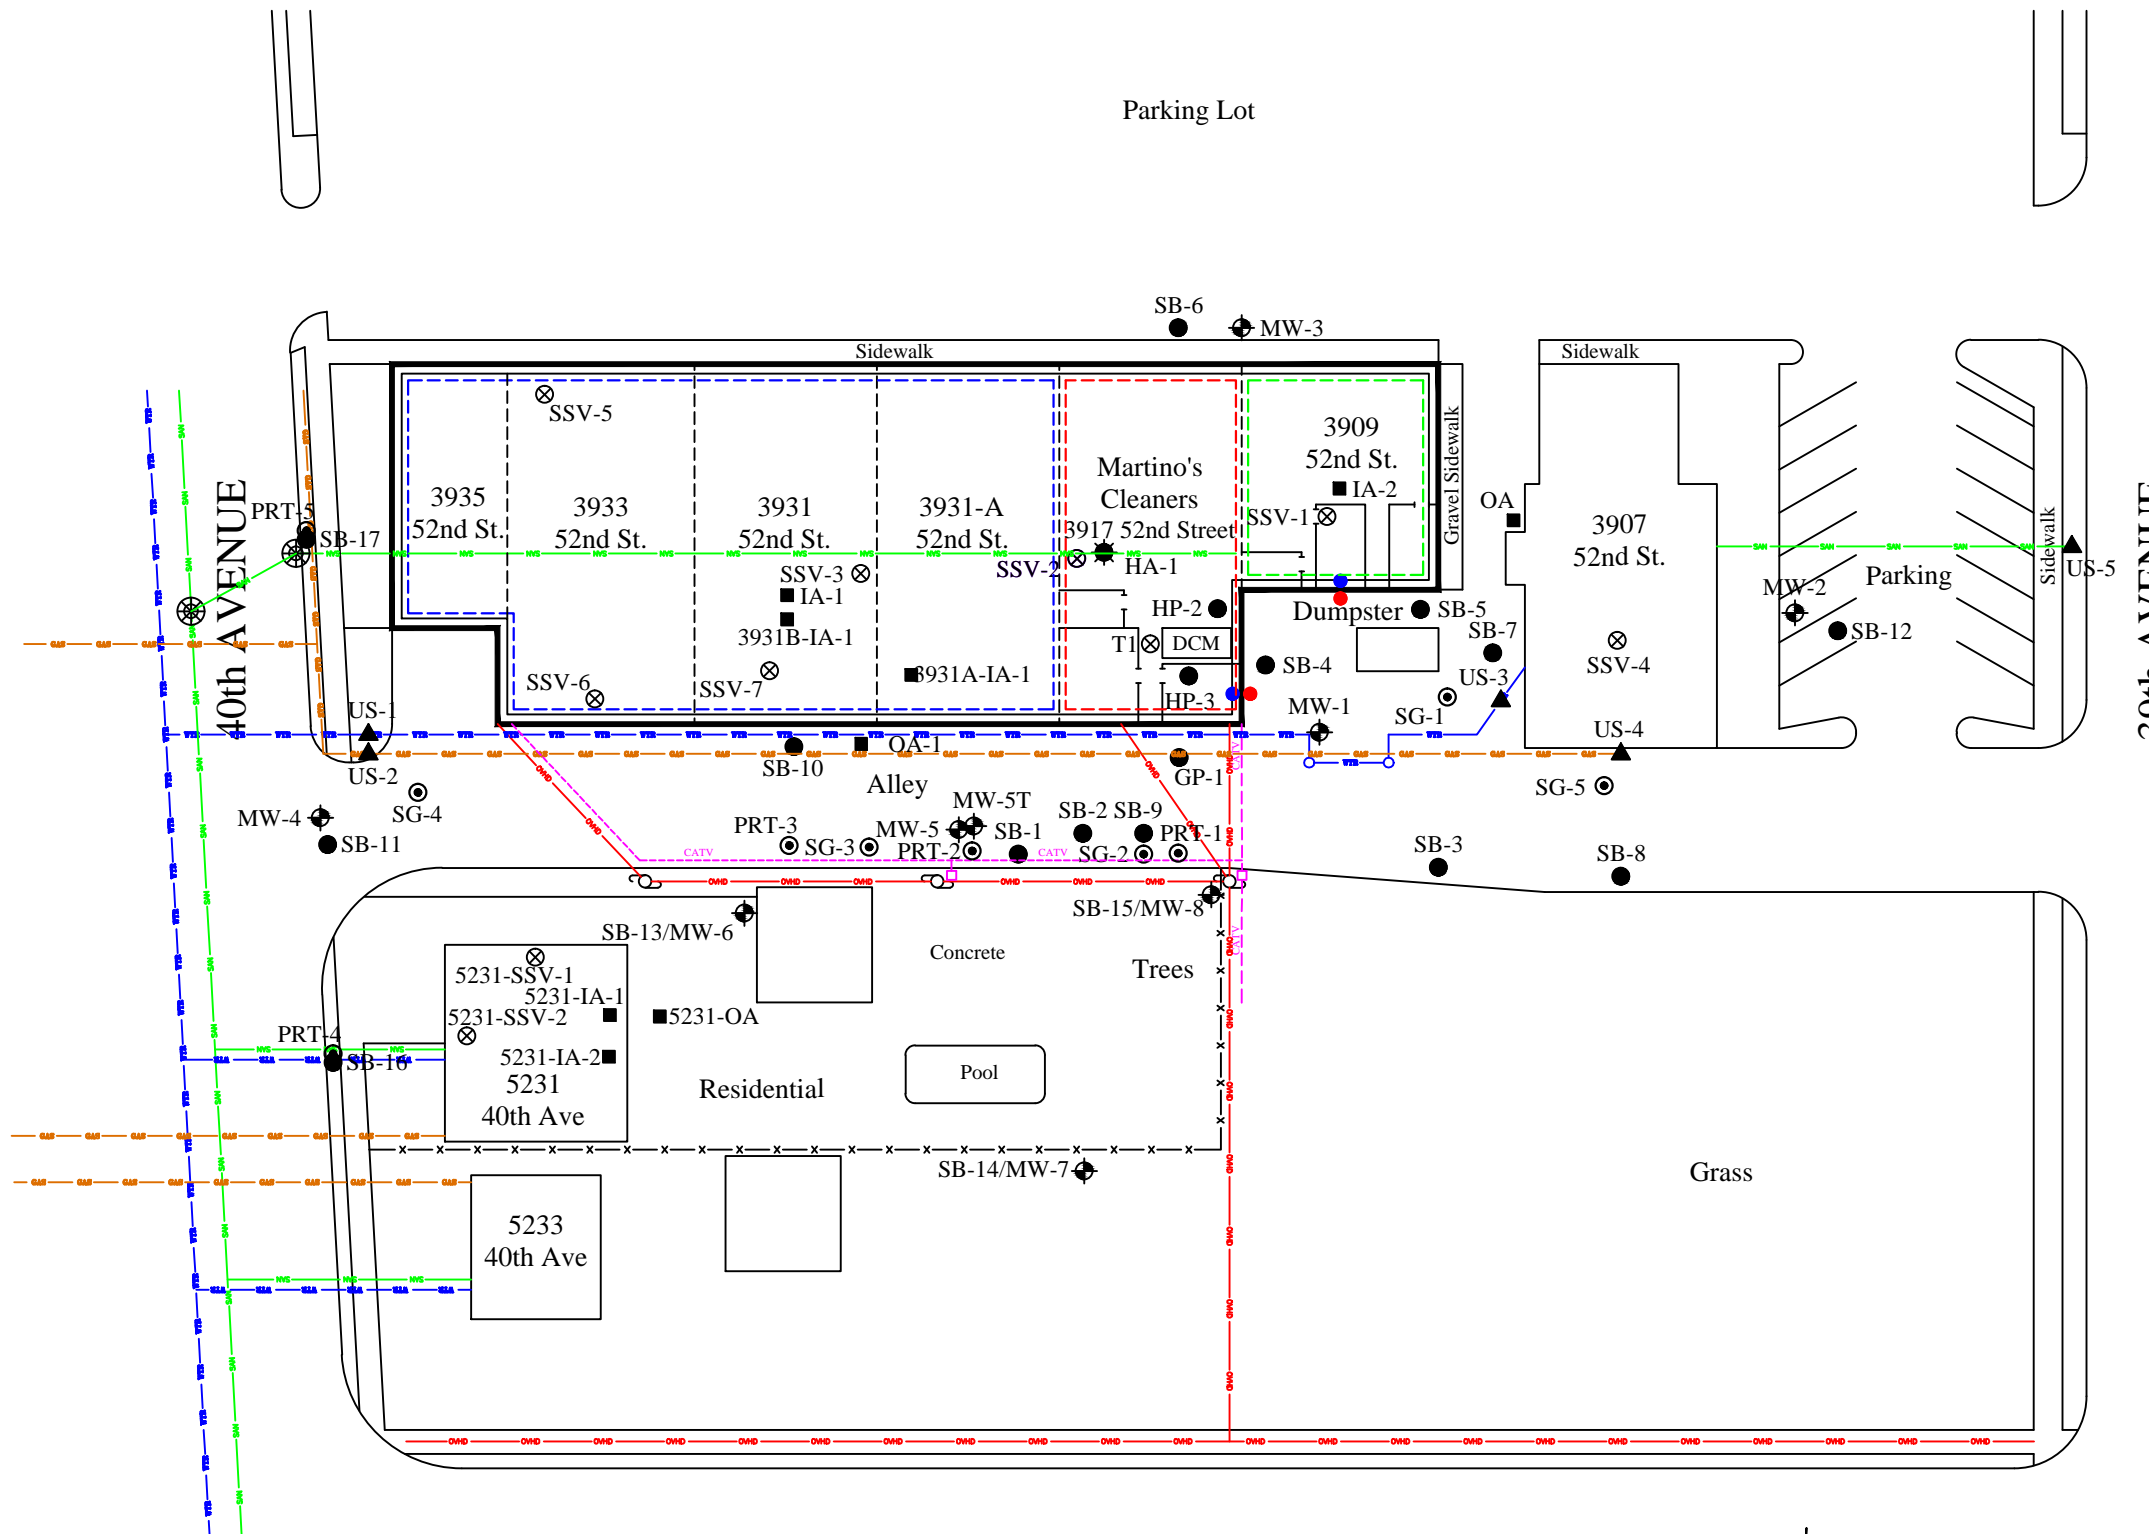 Parking Lot
SB-6
MW-3
Sidewalk
Sidewalk
SSV-5
3909
52nd St.
IA-2
Gravel Sidewalk
Martino's
Cleaners
3917 52nd Street
3935
52nd St.
3933
52nd St.
3931
52nd St.
3931-A
52nd St.
SSV-1
OA
3907
52nd St.
PRT-5
SB-17
40th AVENUE
SSV-2
HA-1
SSV-3
IA-1
3931B-IA-1
HP-2
Dumpster
SB-5
SB-7
MW-2
Parking
Sidewalk
US-5
SB-12
T1
DCM
SB-4
SSV-4
SSV-6
SSV-7
3931A-IA-1
HP-3
US-3
SG-1
US-1
MW-1
US-4
US-2
SB-10
OA-1
GP-1
Alley
SG-5
SG-4
MW-4
SB-11
PRT-3
SG-3
MW-5T
MW-5
PRT-2
SB-1
SB-2
SB-9
PRT-1
SG-2
SB-3
SB-8
CATV
CATV
CATV
CATV
SB-13/MW-6
SB-15/MW-8
Concrete
Trees
5231-SSV-1
5231-IA-1
5231-SSV-2
5231-OA
5231-IA-2
5231
40th Ave
PRT-4
SB-16
Residential
Pool
SB-14/MW-7
Grass
5233
40th Ave
GAS
WTR
SAN
OVHD